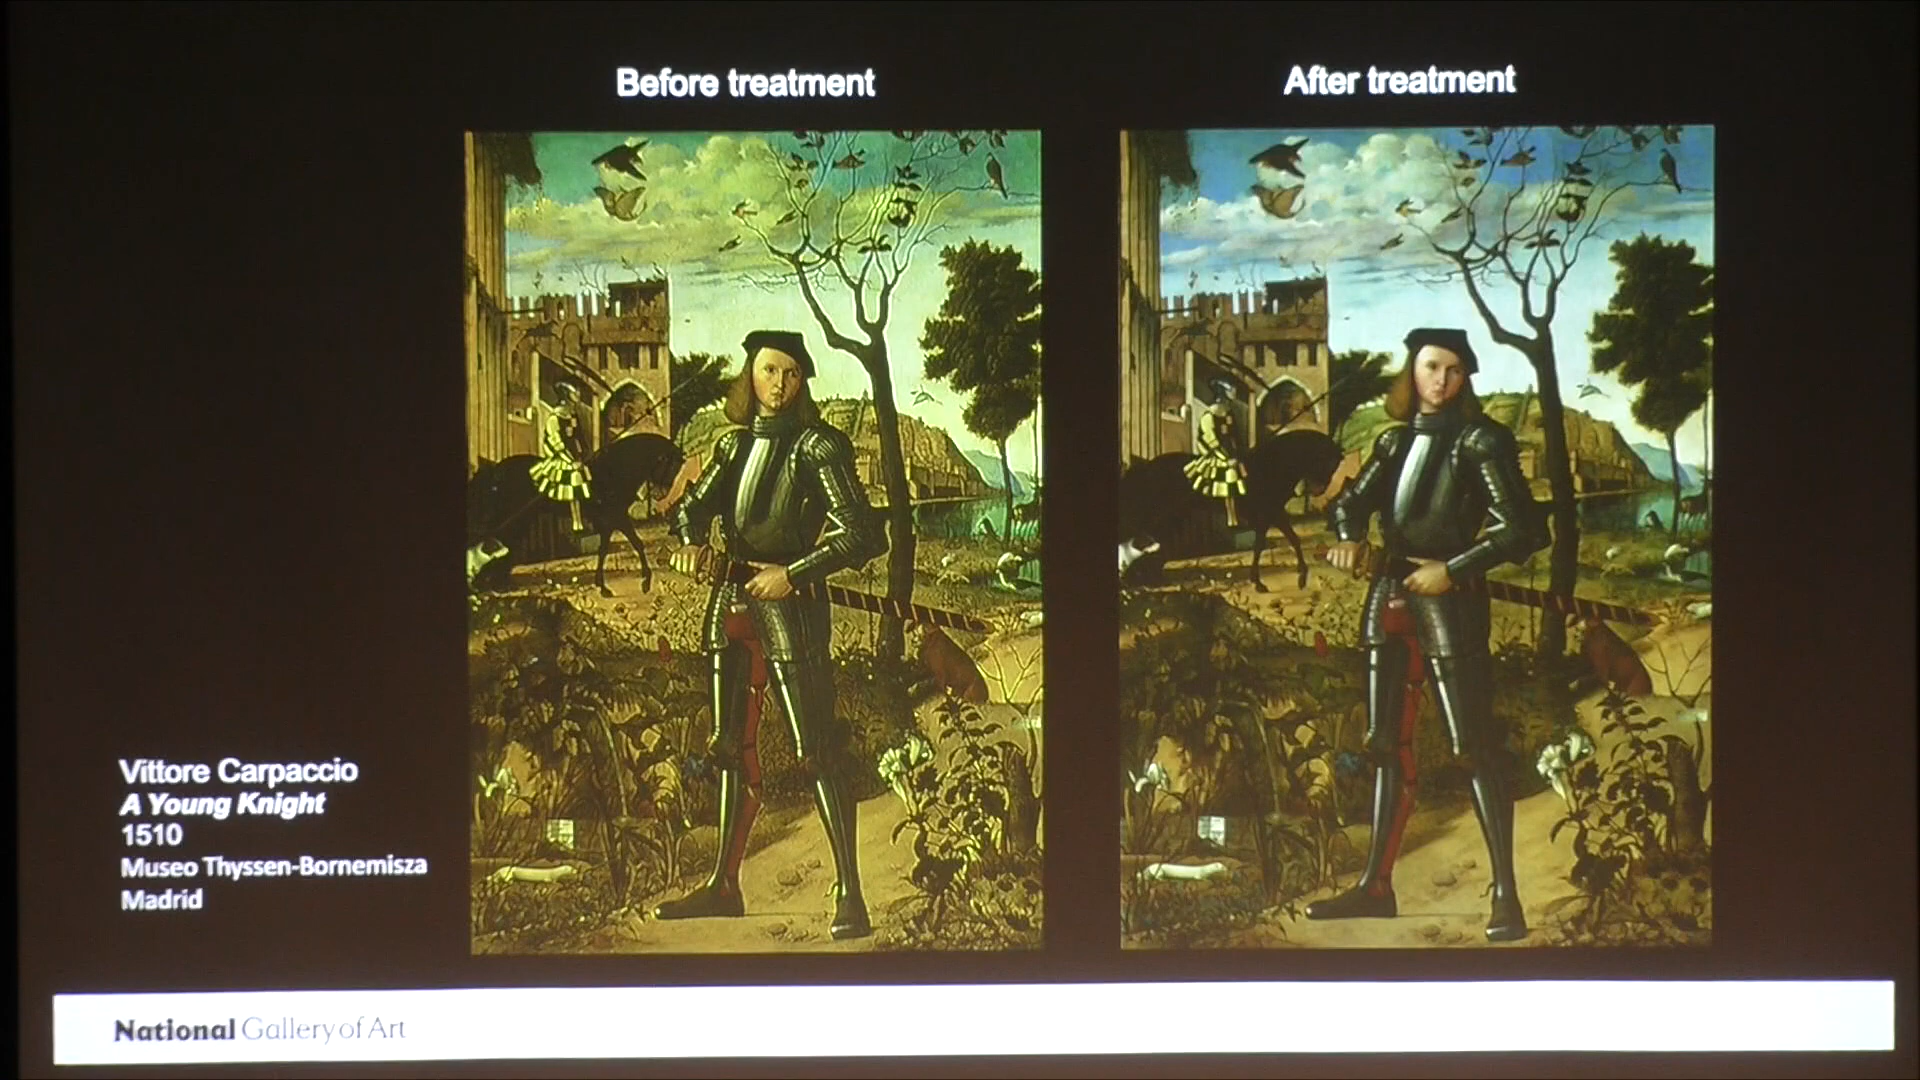 Before treatment
After treatment
Vittore Carpaccio
A Young Knight
1510
Museo Thyssen-Bornemisza
Madrid
National Gallery of Art